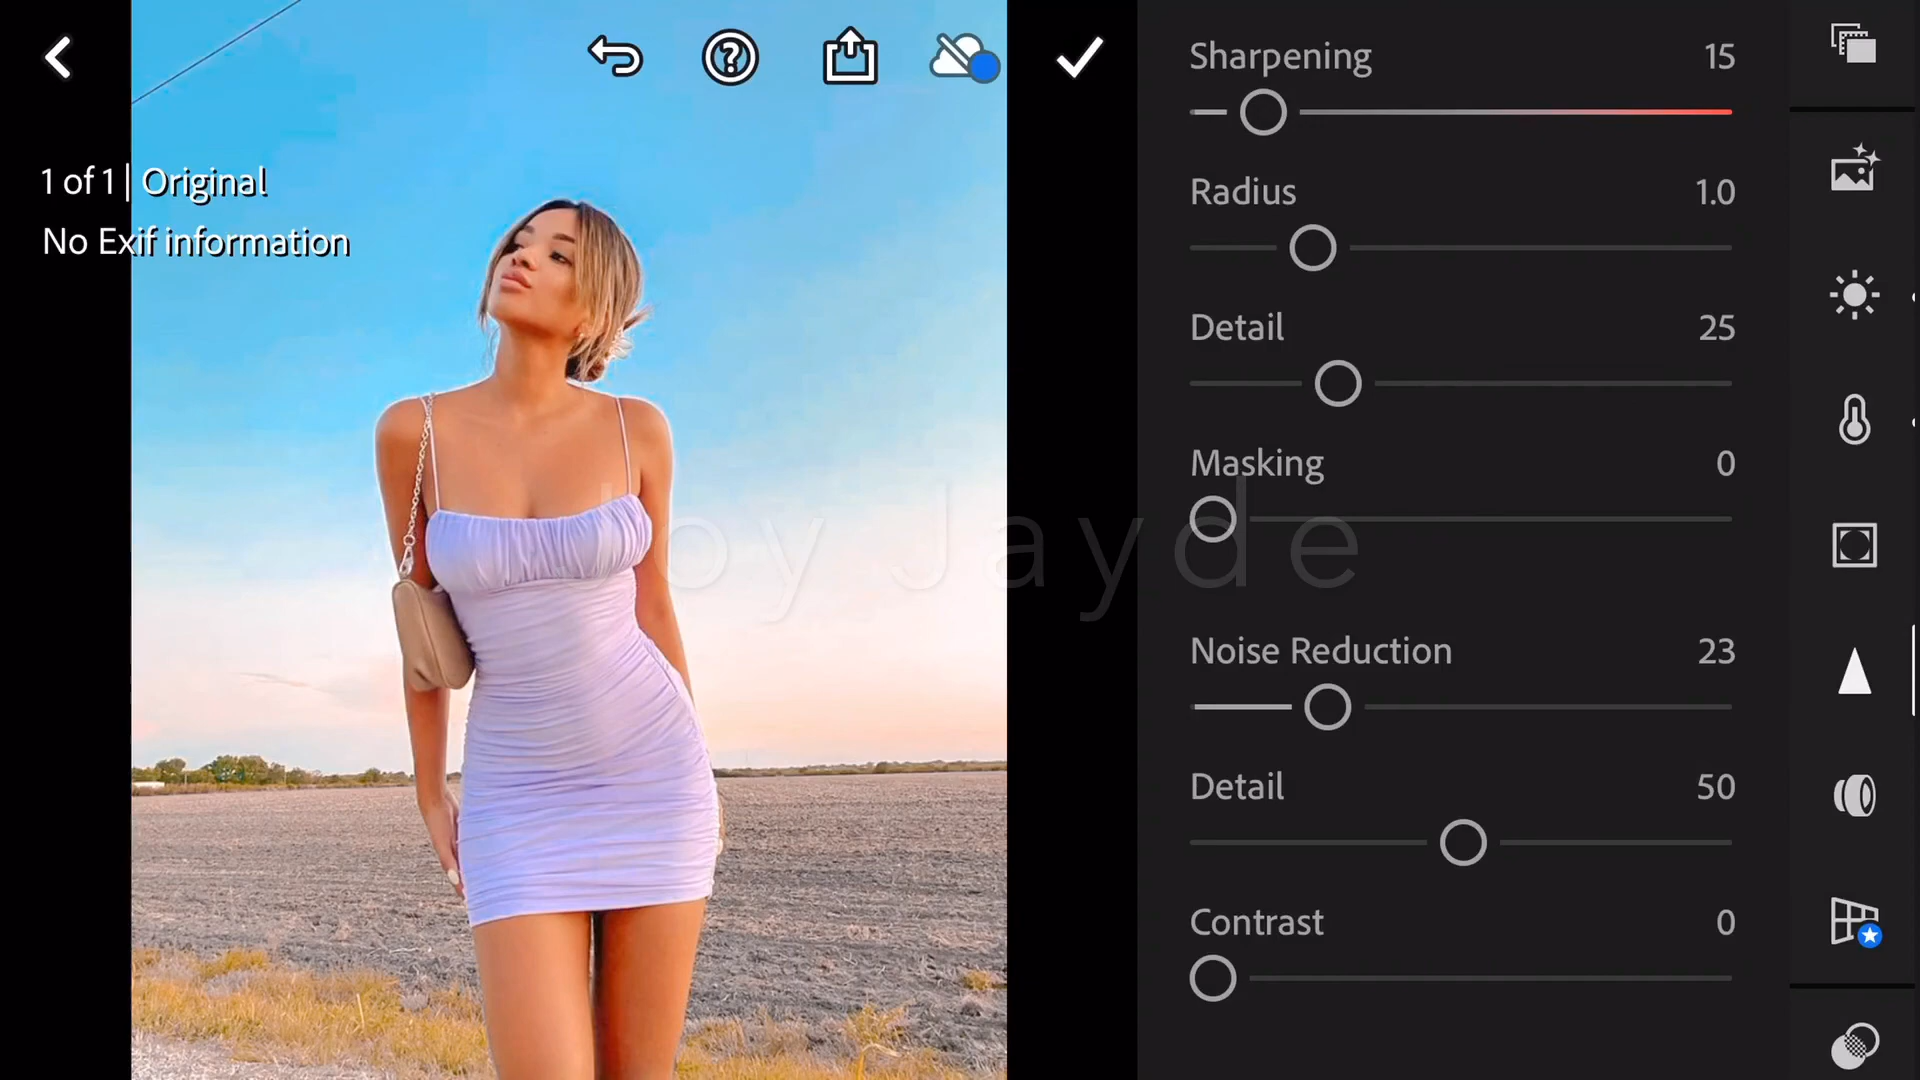 1 of 1 | Original
No Exif information
Sharpening 15
Radius 1.0
Detail 25
Masking 0
by Jayde
Noise Reduction 23
Detail 50
Contrast 0